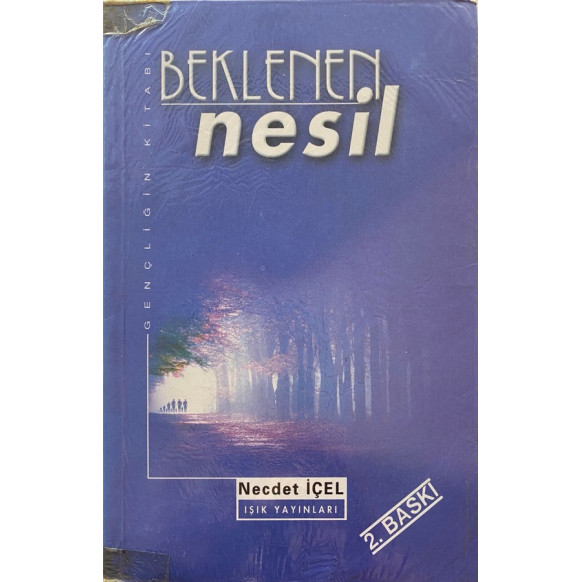 BEKLENEN
nesil
GENÇLİĞİN KİTABI
Necdet İÇEL
IŞIK YAYINLARI
2. BASKI